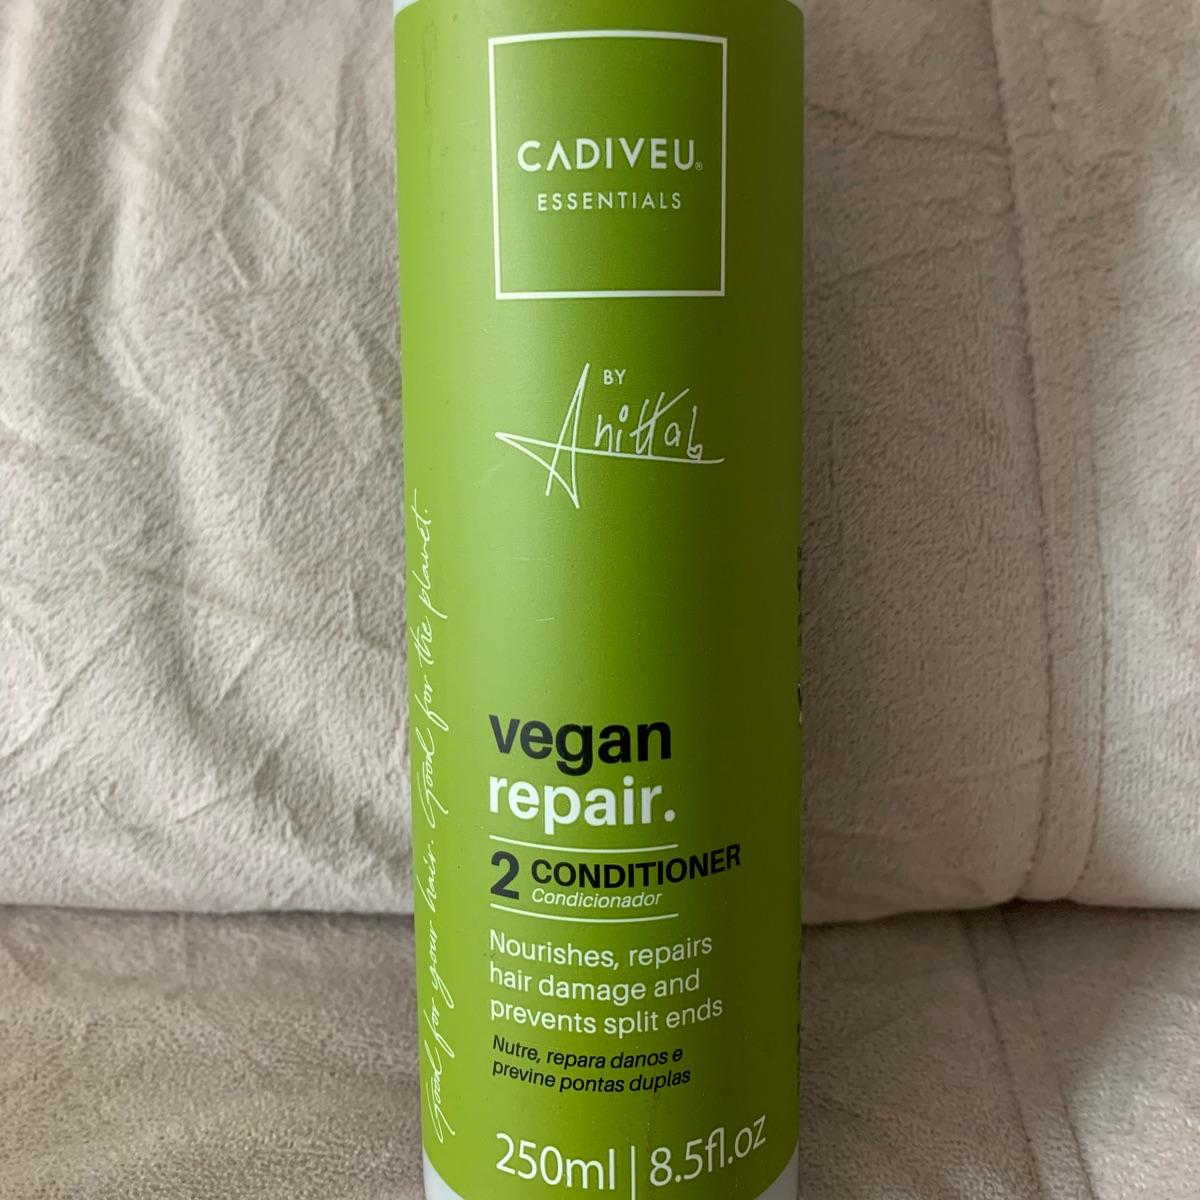 CADIVEU®
ESSENTIALS
BY
Anitta
vegan
repair.
2 CONDITIONER
Condicionador
Nourishes, repairs
hair damage and
prevents split ends
Nutre, repara danos e
previne pontas duplas
250ml | 8.5fl.oz
Good for your hair. Good for the planet.